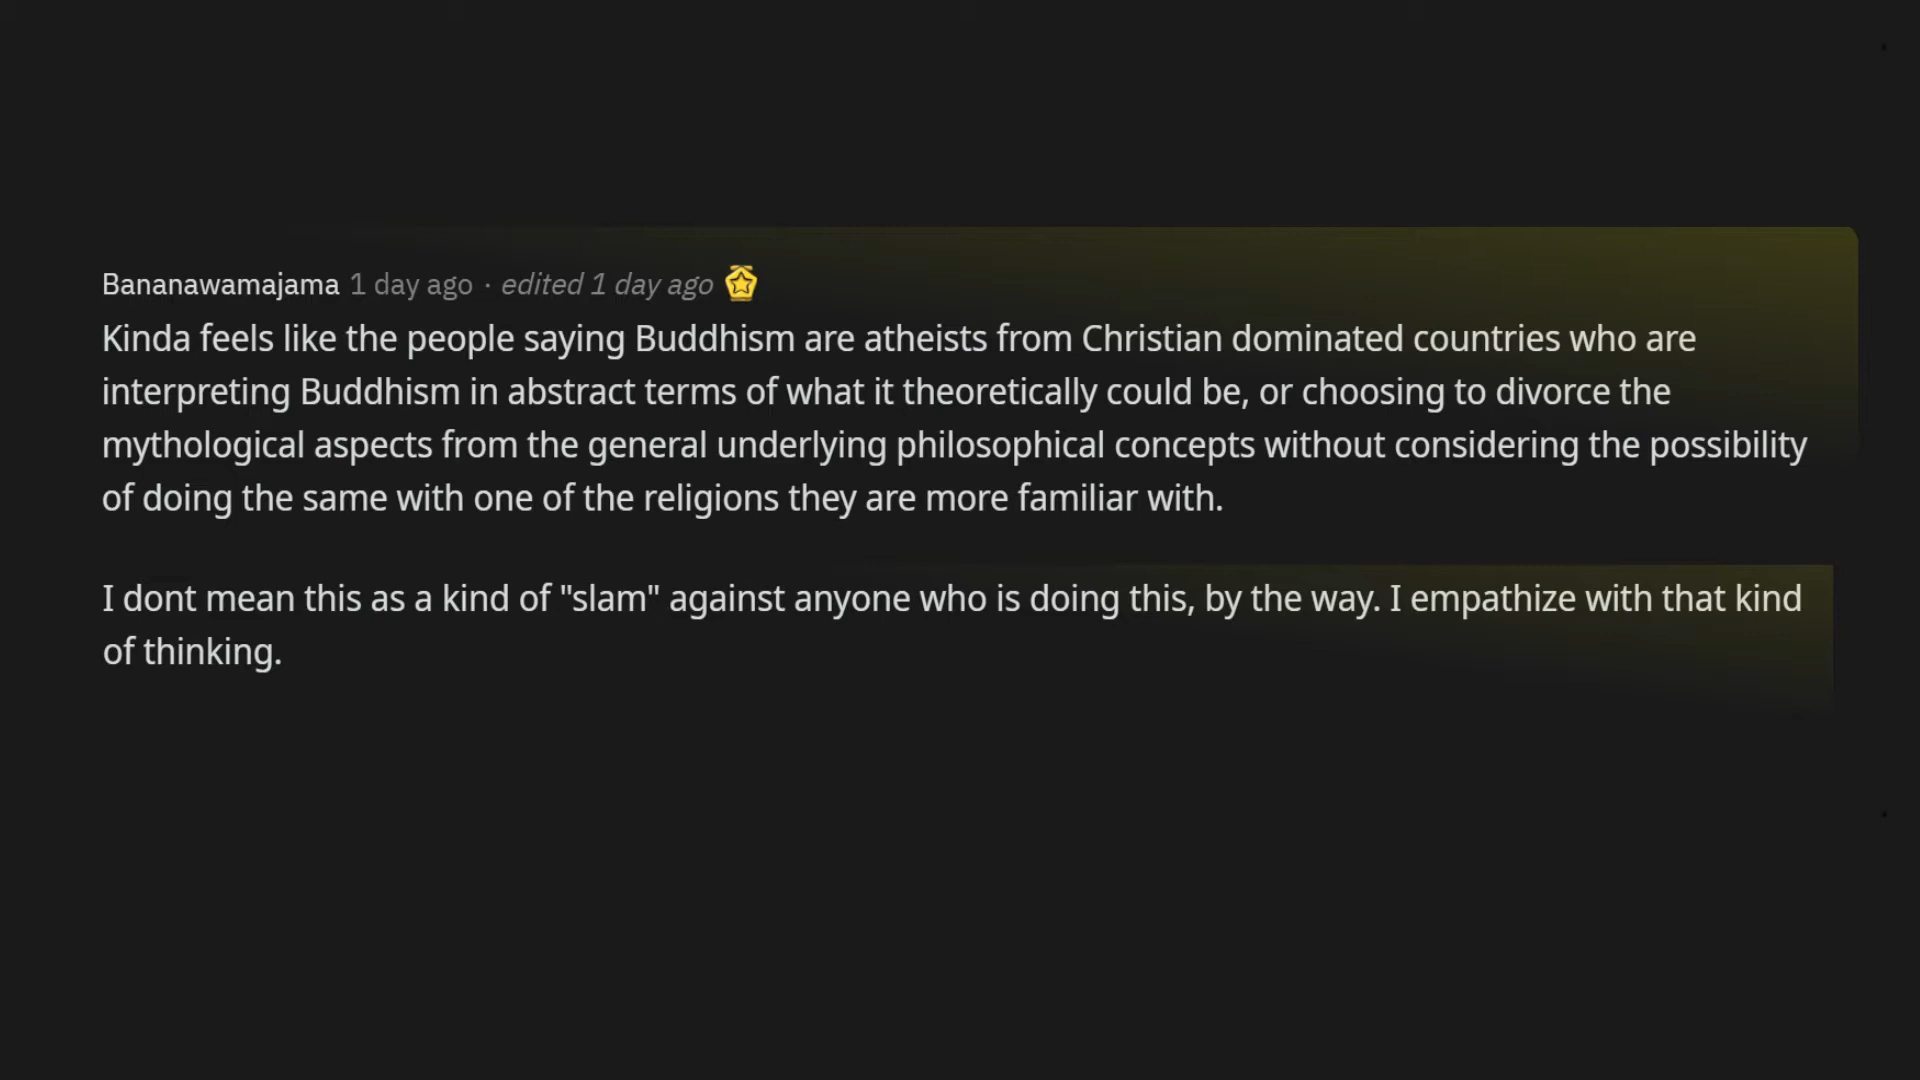 Bananawamajama 1 day ago · edited 1 day ago
Kinda feels like the people saying Buddhism are atheists from Christian dominated countries who are
interpreting Buddhism in abstract terms of what it theoretically could be, or choosing to divorce the
mythological aspects from the general underlying philosophical concepts without considering the possibility
of doing the same with one of the religions they are more familiar with.
I dont mean this as a kind of "slam" against anyone who is doing this, by the way. I empathize with that kind
of thinking.